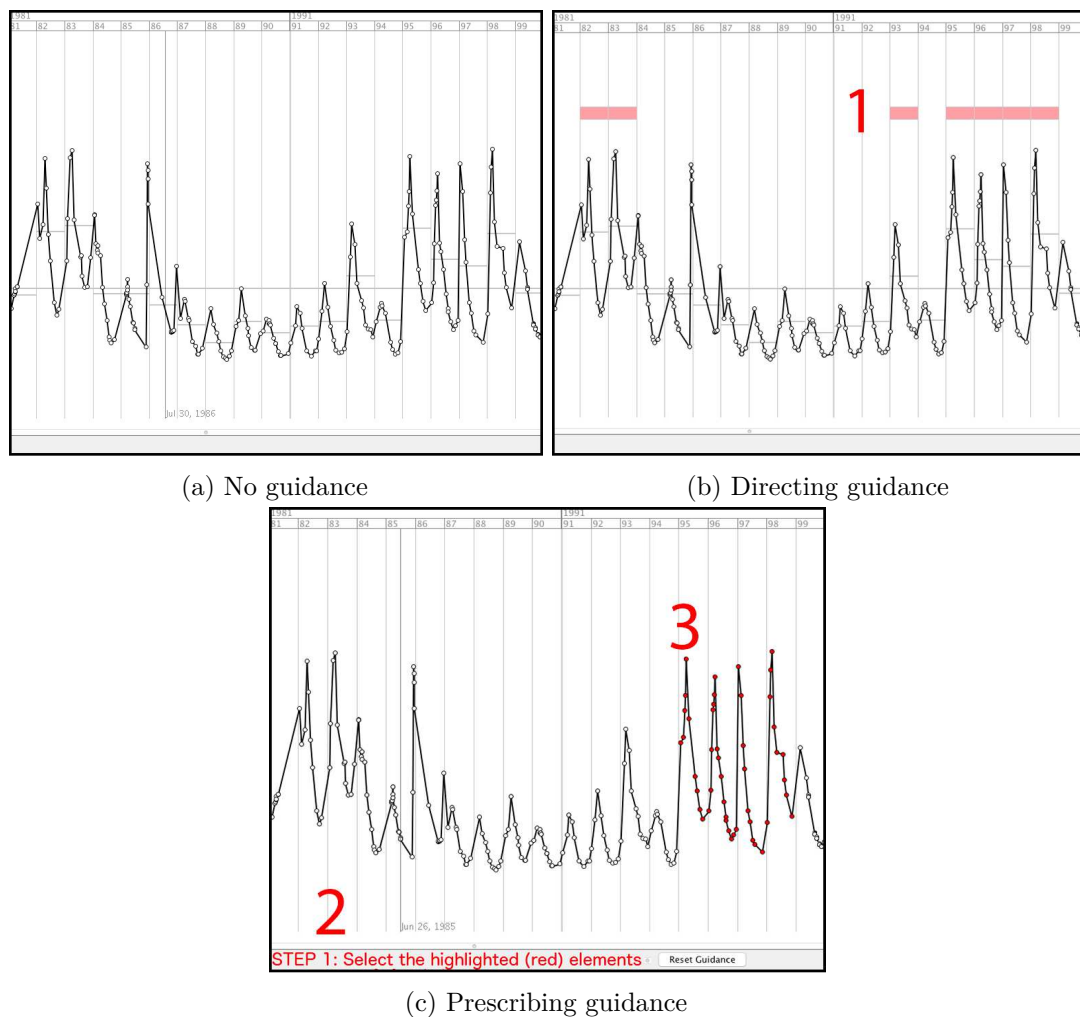 1981 1991
81 82 83 84 85 86 87 88 89 90 91 92 93 94 95 96 97 98 99
Jul 30, 1986
(a) No guidance
1981 1991
81 82 83 84 85 86 87 88 89 90 91 92 93 94 95 96 97 98 99
1
(b) Directing guidance
1981 1991
81 82 83 84 85 86 87 88 89 90 91 92 93 94 95 96 97 98 99
3
2
Jun 26, 1985
STEP 1: Select the highlighted (red) elements Reset Guidance
(c) Prescribing guidance